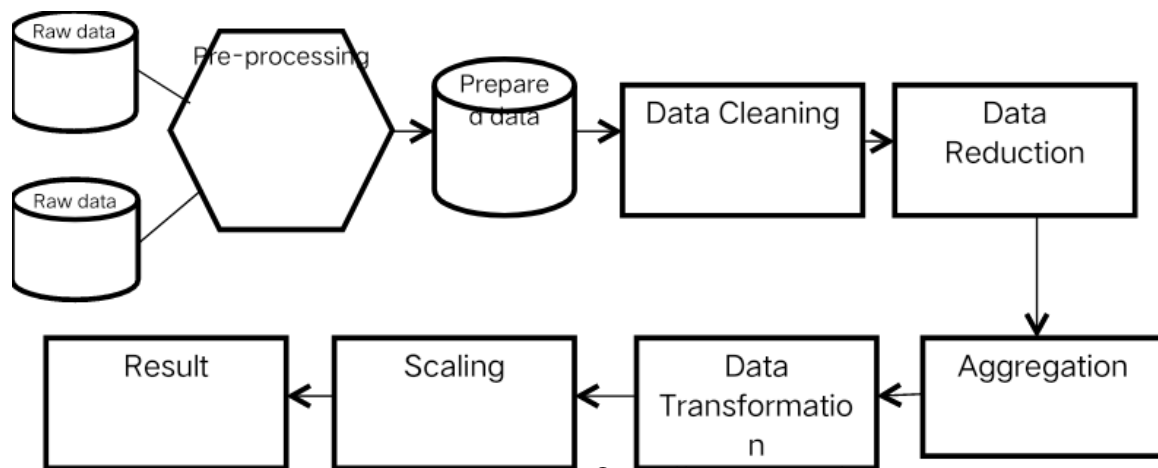 Raw data
Pre-processing
Prepare
d data
Data Cleaning
Data
Reduction
Raw data
Result
Scaling
Data
Transformatio
n
Aggregation